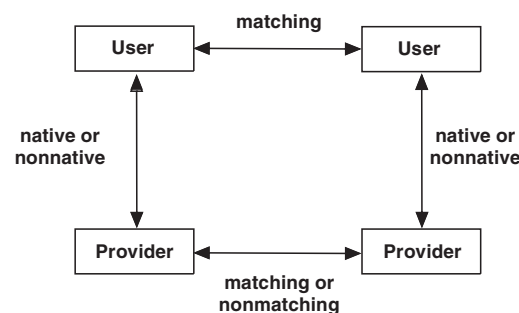 matching
User
User
native or
nonnative
native or
nonnative
Provider
Provider
matching or
nonmatching